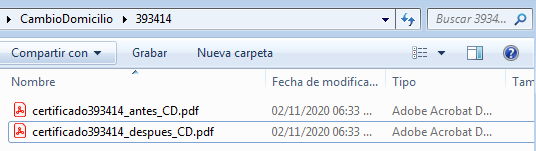 CambioDomicilio 393414 Buscar 3934...
Compartir con Grabar Nueva carpeta
Nombre Fecha de modifica... Tipo Tam
certificado393414_antes_CD.pdf 02/11/2020 06:33 ... Adobe Acrobat D...
certificado393414_despues_CD.pdf 02/11/2020 06:33 ... Adobe Acrobat D...